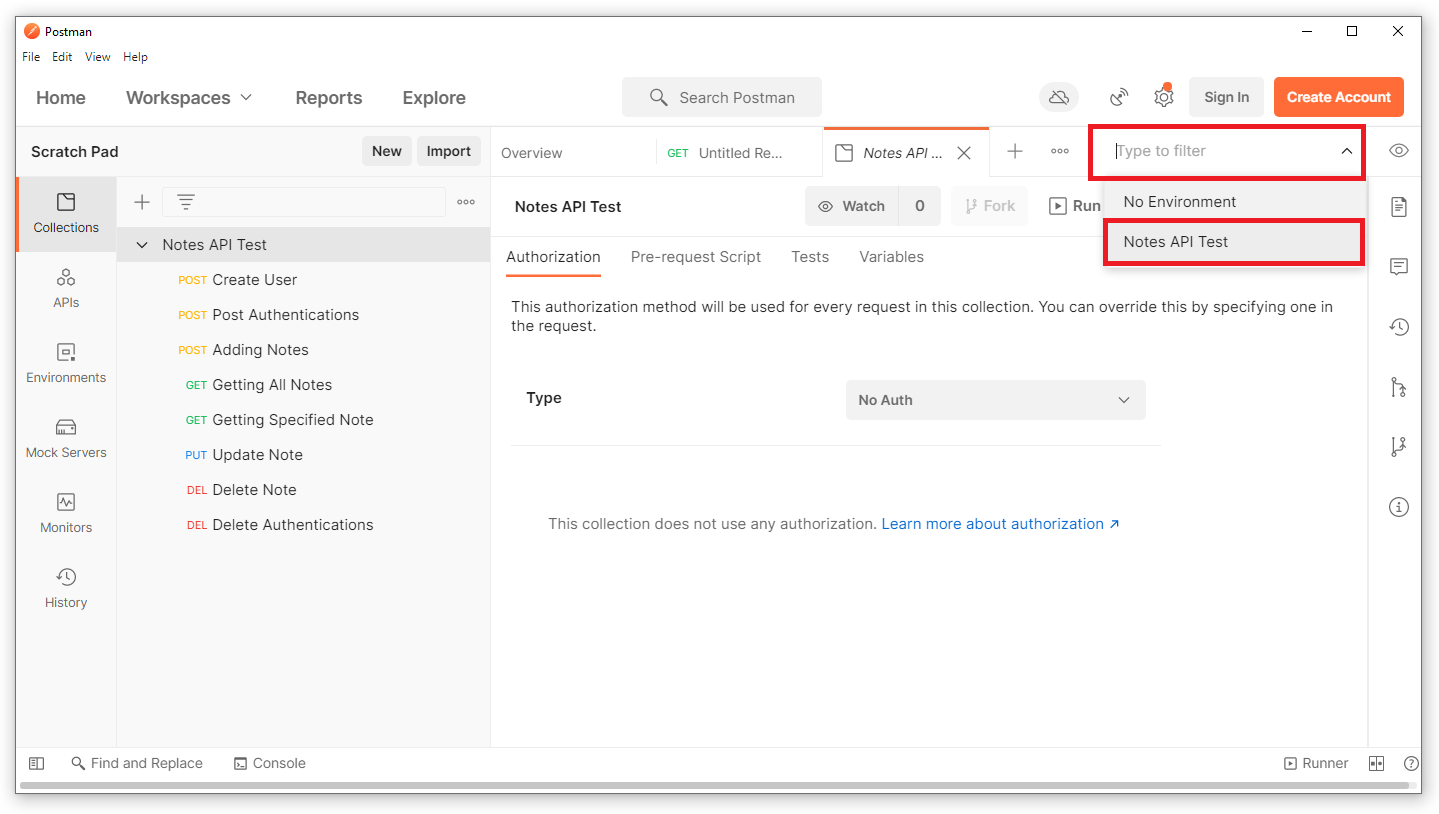 Postman
File Edit View Help
Home Workspaces Reports Explore Search Postman Sign In Create Account
Scratch Pad New Import
Overview GET Untitled Re... Notes API ... Type to filter
No Environment
Notes API Test
Collections
APIs
Environments
Mock Servers
Monitors
History
Notes API Test
POST Create User
POST Post Authentications
POST Adding Notes
GET Getting All Notes
GET Getting Specified Note
PUT Update Note
DEL Delete Note
DEL Delete Authentications
Notes API Test Watch 0 Fork Run
Authorization Pre-request Script Tests Variables
This authorization method will be used for every request in this collection. You can override this by specifying one in
the request.
Type No Auth
This collection does not use any authorization. Learn more about authorization ↗
Find and Replace Console Runner